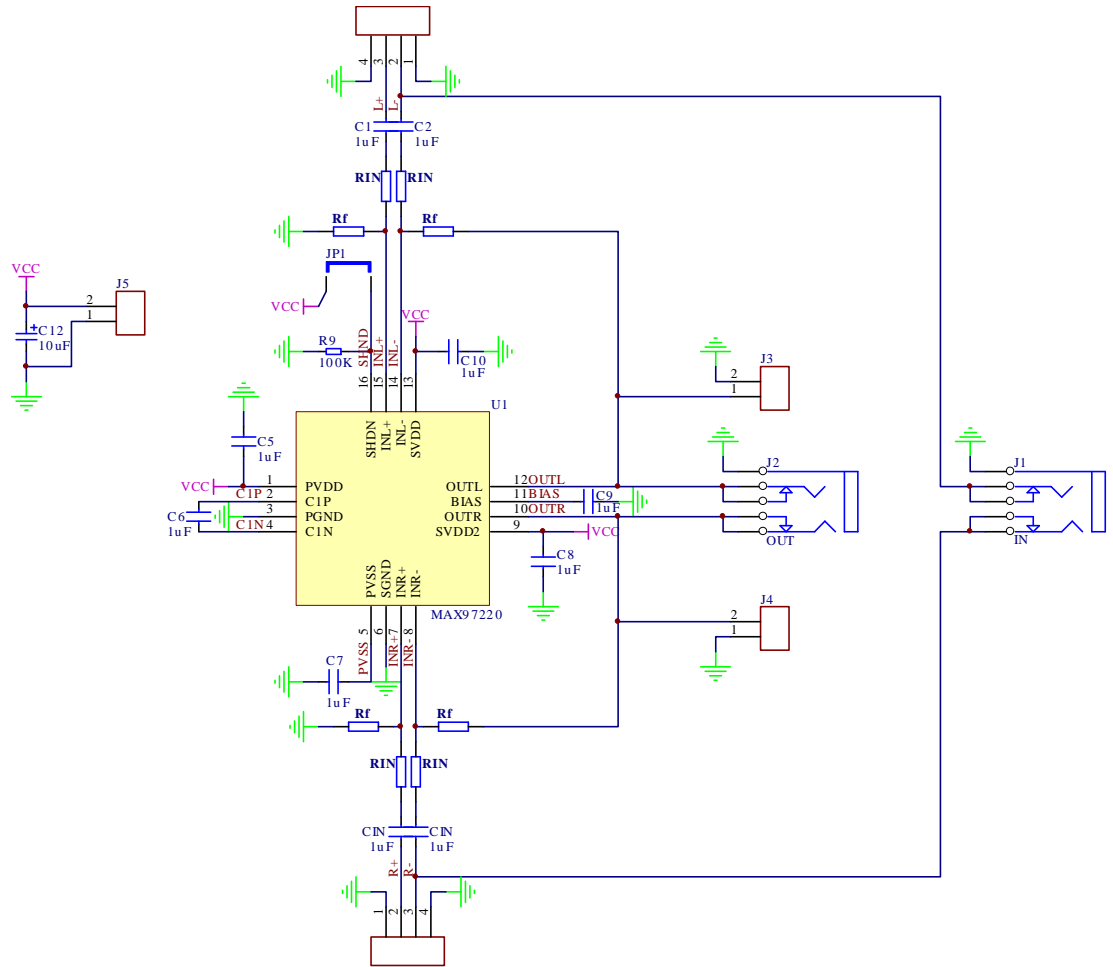 4
3
2
1
L+
L-
C1
1uF
C2
1uF
RIN
RIN
Rf
Rf
JP1
VCC
VCC
J5
2
1
VCC
C12
10uF
+
R9
100K
SHND
INL+
INL-
C10
1uF
16
15
14
13
U1
J3
2
1
SHDN
INL+
INL-
SVDD
C5
1uF
VCC
1
C1P 2
3
C1N 4
C6
1uF
PVDD
C1P
PGND
C1N
OUTL
BIAS
OUTR
SVDD2
12 OUTL
11 BIAS
10 OUTR
9
C9
1uF
VCC
C8
1uF
J2
OUT
J1
IN
PVSS
SGND
INR+
INR-
MAX97220
J4
2
1
PVSS 5
6
INR+ 7
INR- 8
C7
1uF
Rf
Rf
RIN
RIN
CIN
1uF
CIN
1uF
R+
R-
1
2
3
4